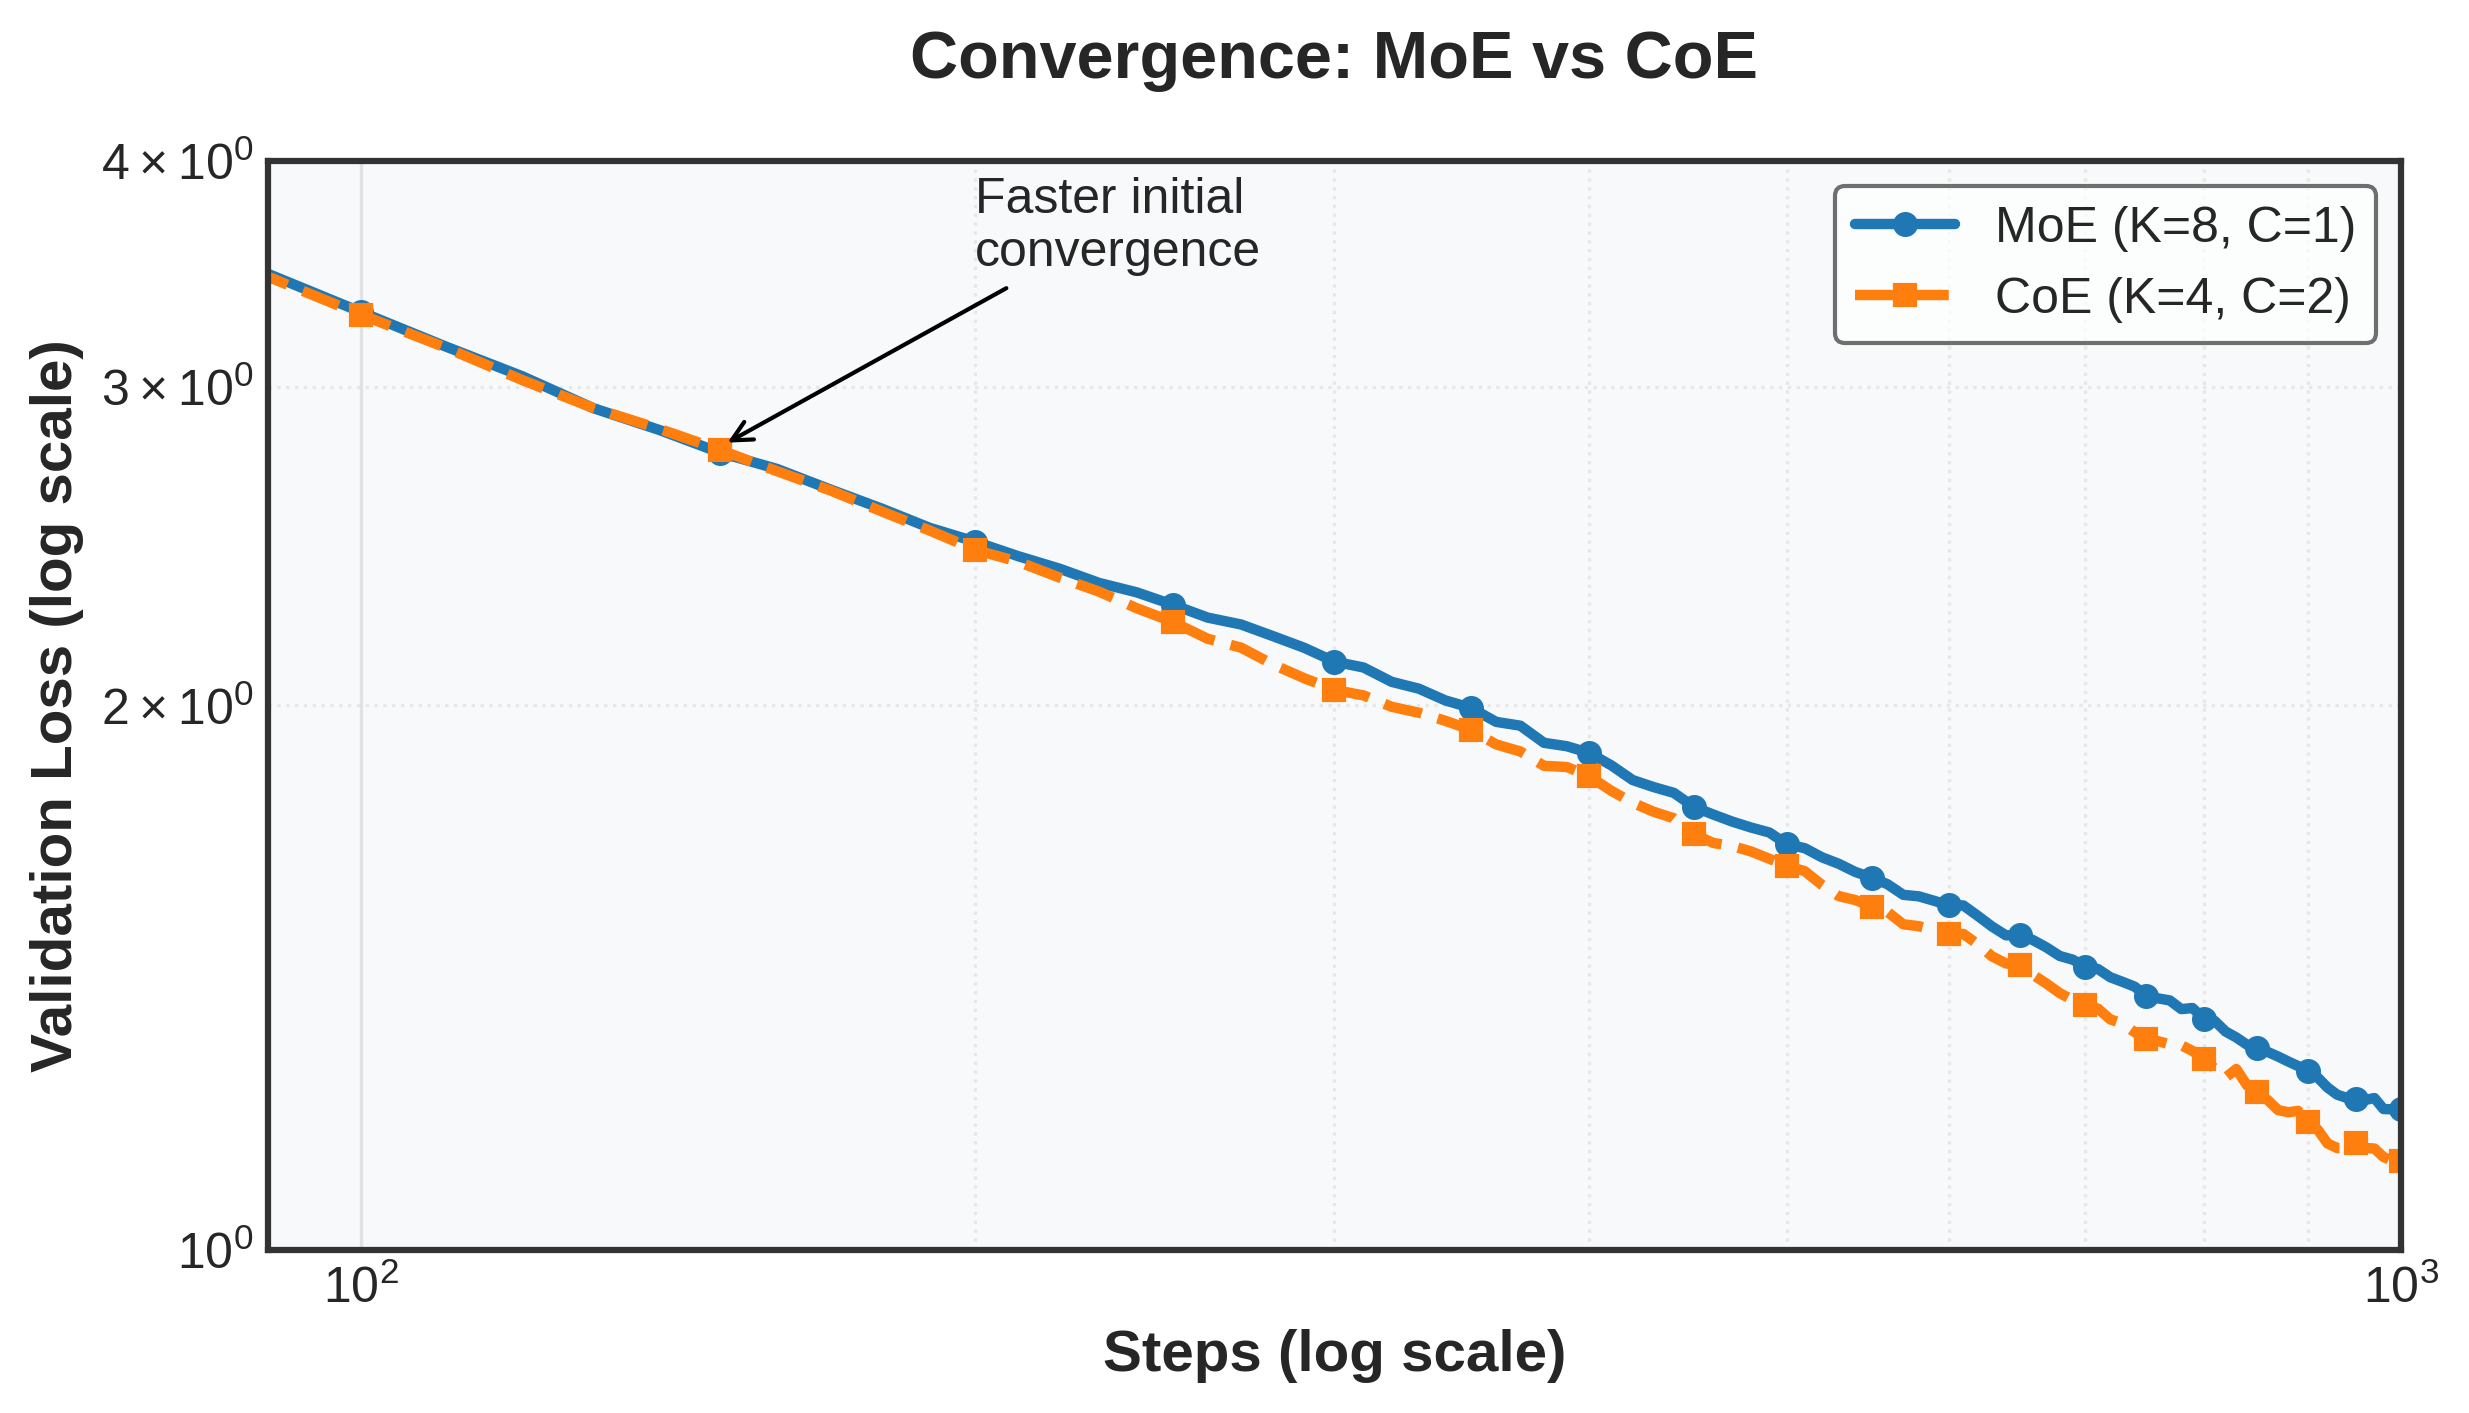 Convergence: MoE vs CoE
4 × 10⁰
3 × 10⁰
2 × 10⁰
10⁰
Validation Loss (log scale)
Faster initial
convergence
MoE (K=8, C=1)
CoE (K=4, C=2)
10²
10³
Steps (log scale)